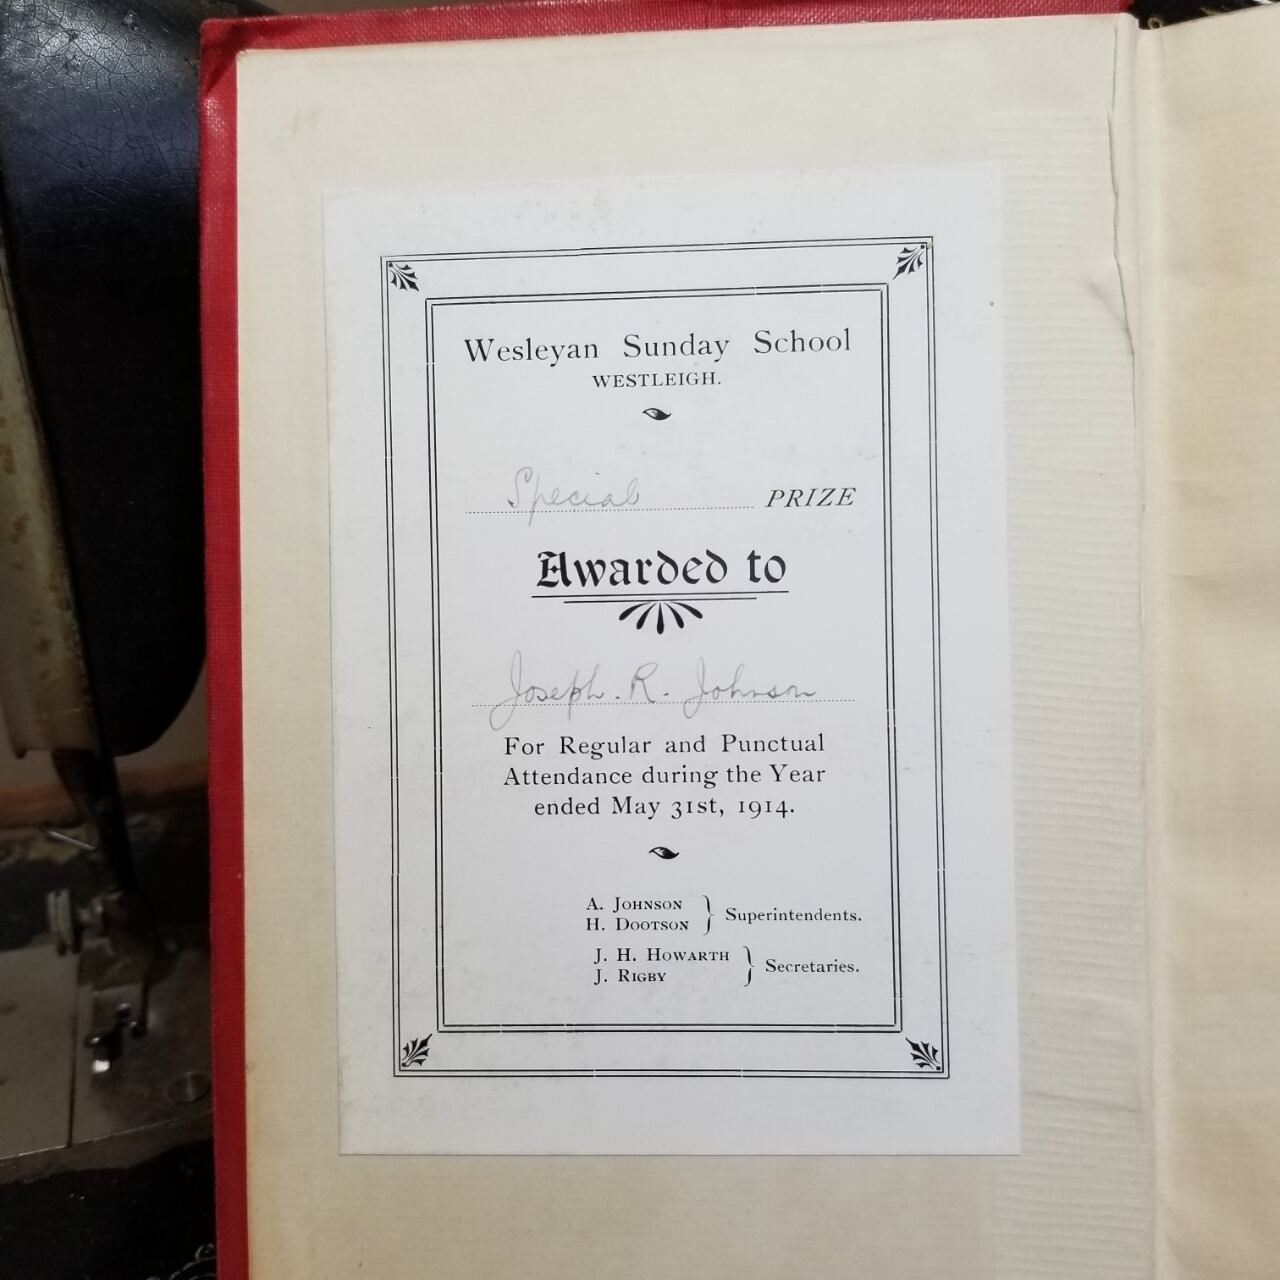 Wesleyan Sunday School
WESTLEIGH.
Special PRIZE
Awarded to
Joseph. R. Johnson
For Regular and Punctual
Attendance during the Year
ended May 31st, 1914.
A. JOHNSON
H. DOOTSON } Superintendents.
J. H. HOWARTH
J. RIGBY } Secretaries.